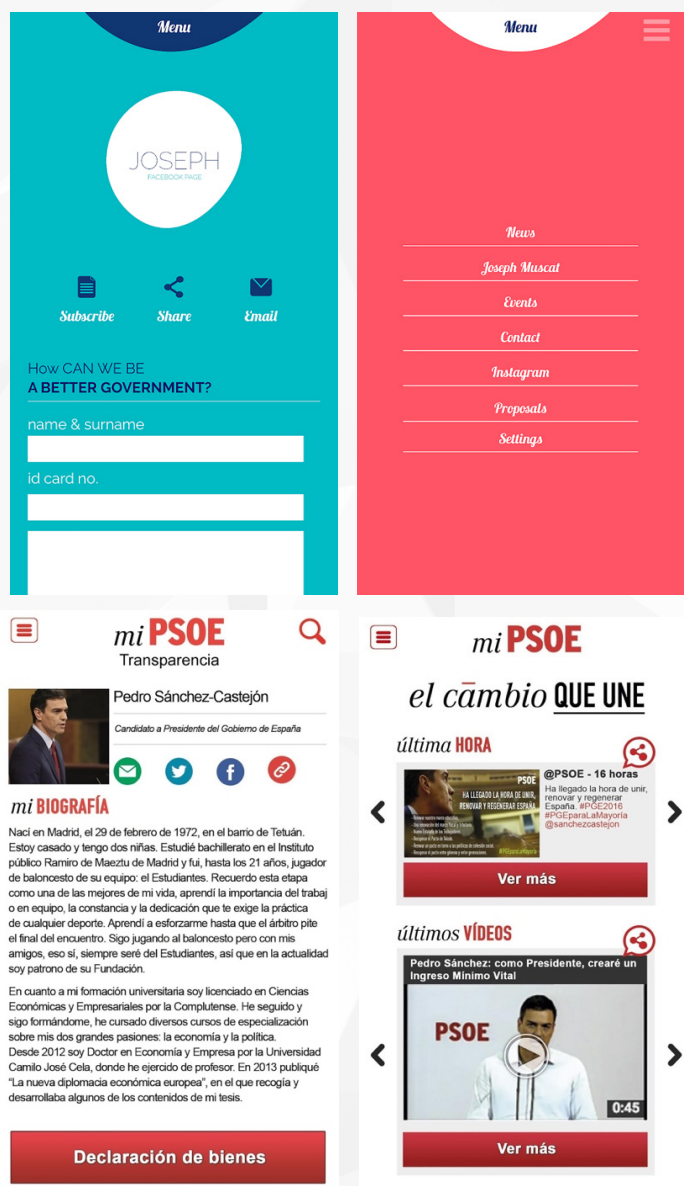 Menu
JOSEPH
FACEBOOK PAGE
Subscribe
Share
Email
How CAN WE BE
A BETTER GOVERNMENT?
name & surname
id card no.
Menu
News
Joseph Muscat
Events
Contact
Instagram
Proposals
Settings
mi PSOE
Transparencia
Pedro Sánchez-Castejón
Candidato a Presidente del Gobierno de España
mi BIOGRAFÍA
Nací en Madrid, el 29 de febrero de 1972, en el barrio de Tetuán.
Estoy casado y tengo dos niñas. Estudié bachillerato en el Instituto
público Ramiro de Maeztu de Madrid y fui, hasta los 21 años, jugador
de baloncesto de su equipo: el Estudiantes. Recuerdo esta etapa
como una de las mejores de mi vida, aprendí la importancia del trabaj
o en equipo, la constancia y la dedicación que te exige la práctica
de cualquier deporte. Aprendí a esforzarme hasta que el árbitro pite
el final del encuentro. Sigo jugando al baloncesto pero con mis
amigos, eso sí, siempre seré del Estudiantes, así que en la actualidad
soy patrono de su Fundación.
En cuanto a mi formación universitaria soy licenciado en Ciencias
Económicas y Empresariales por la Complutense. He seguido y
sigo formándome, he cursado diversos cursos de especialización
sobre mis dos grandes pasiones: la economía y la política.
Desde 2012 soy Doctor en Economía y Empresa por la Universidad
Camilo José Cela, donde he ejercido de profesor. En 2013 publiqué
“La nueva diplomacia económica europea”, en el que recogía y
desarrollaba algunos de los contenidos de mi tesis.
Declaración de bienes
mi PSOE
el cambio QUE UNE
última HORA
PSOE
HA LLEGADO LA HORA DE UNIR,
RENOVAR Y REGENERAR ESPAÑA
#PGEparaLaMayoría
@PSOE - 16 horas
Ha llegado la hora de unir,
renovar y regenerar
España. #PGE2016
#PGEparaLaMayoría
@sanchezcastejon
Ver más
últimos VÍDEOS
Pedro Sánchez: como Presidente, crearé un
Ingreso Mínimo Vital
PSOE
0:45
Ver más